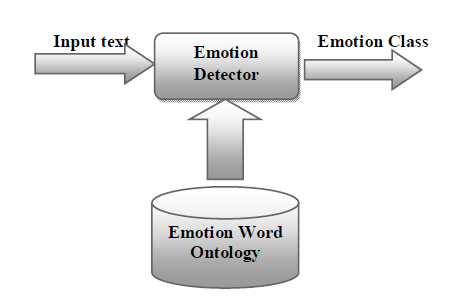 Input text
Emotion
Detector
Emotion Class
Emotion Word
Ontology